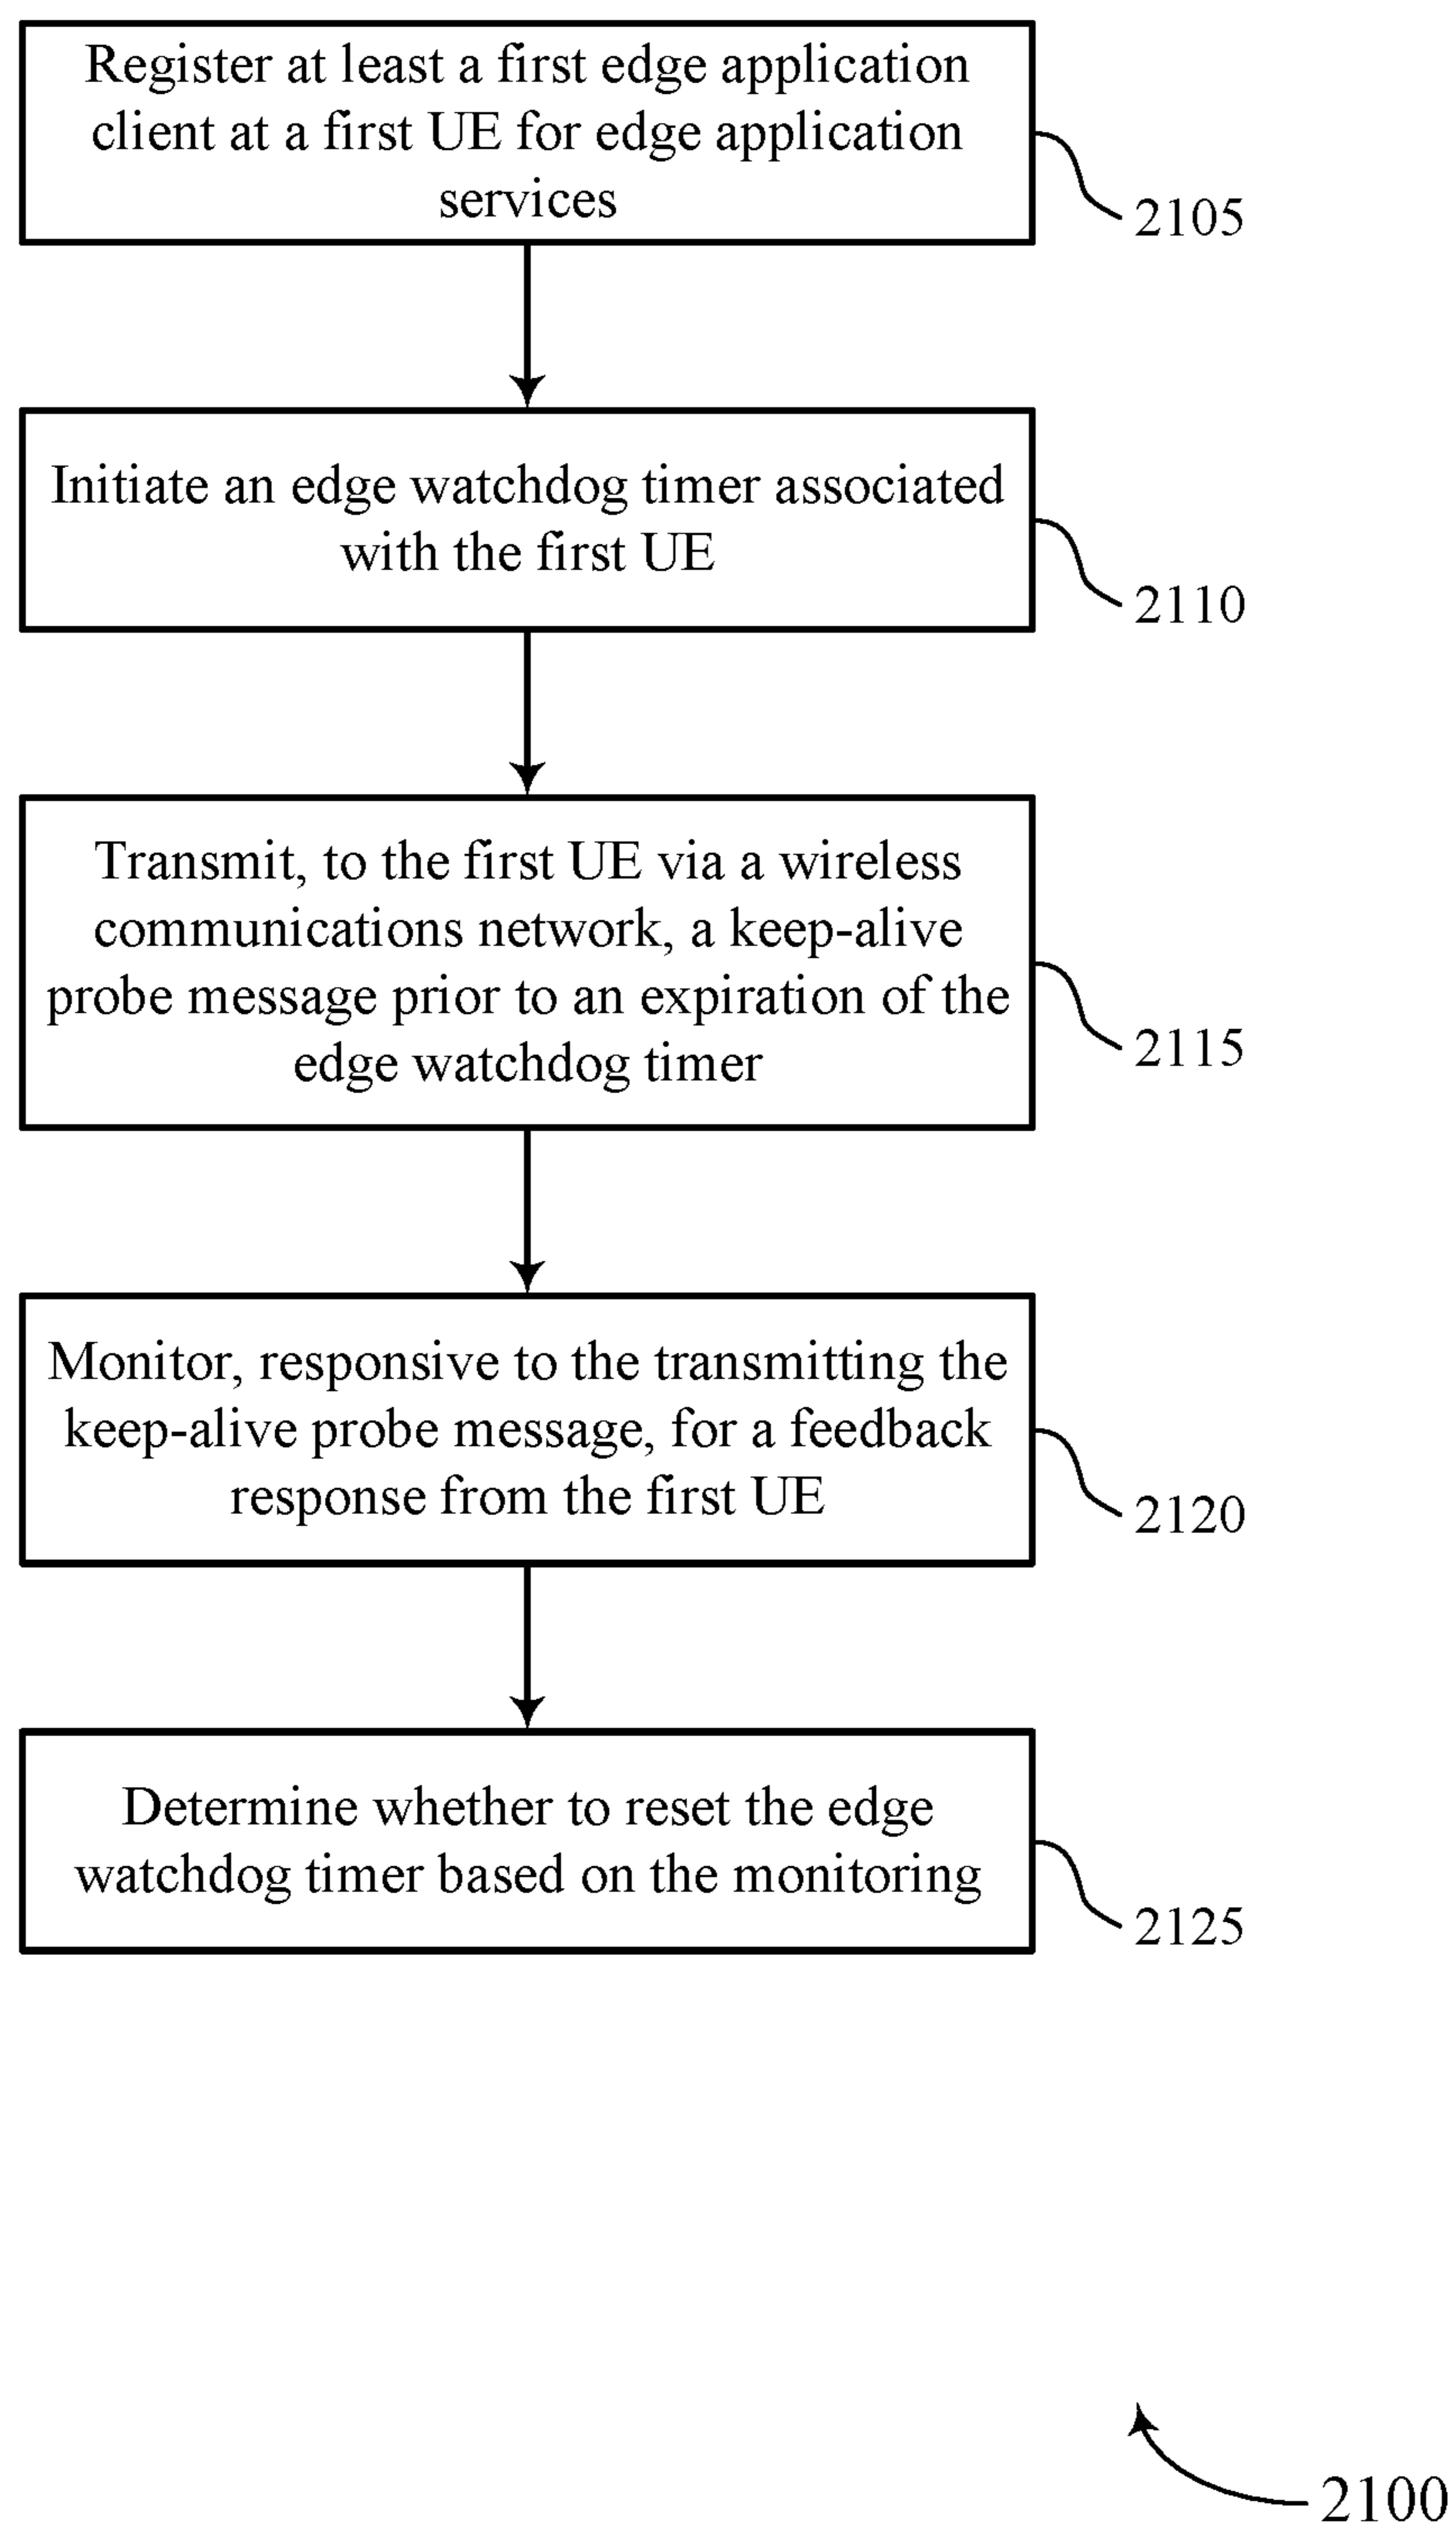 Register at least a first edge application
client at a first UE for edge application
services
2105
Initiate an edge watchdog timer associated
with the first UE
2110
Transmit, to the first UE via a wireless
communications network, a keep-alive
probe message prior to an expiration of the
edge watchdog timer
2115
Monitor, responsive to the transmitting the
keep-alive probe message, for a feedback
response from the first UE
2120
Determine whether to reset the edge
watchdog timer based on the monitoring
2125
2100